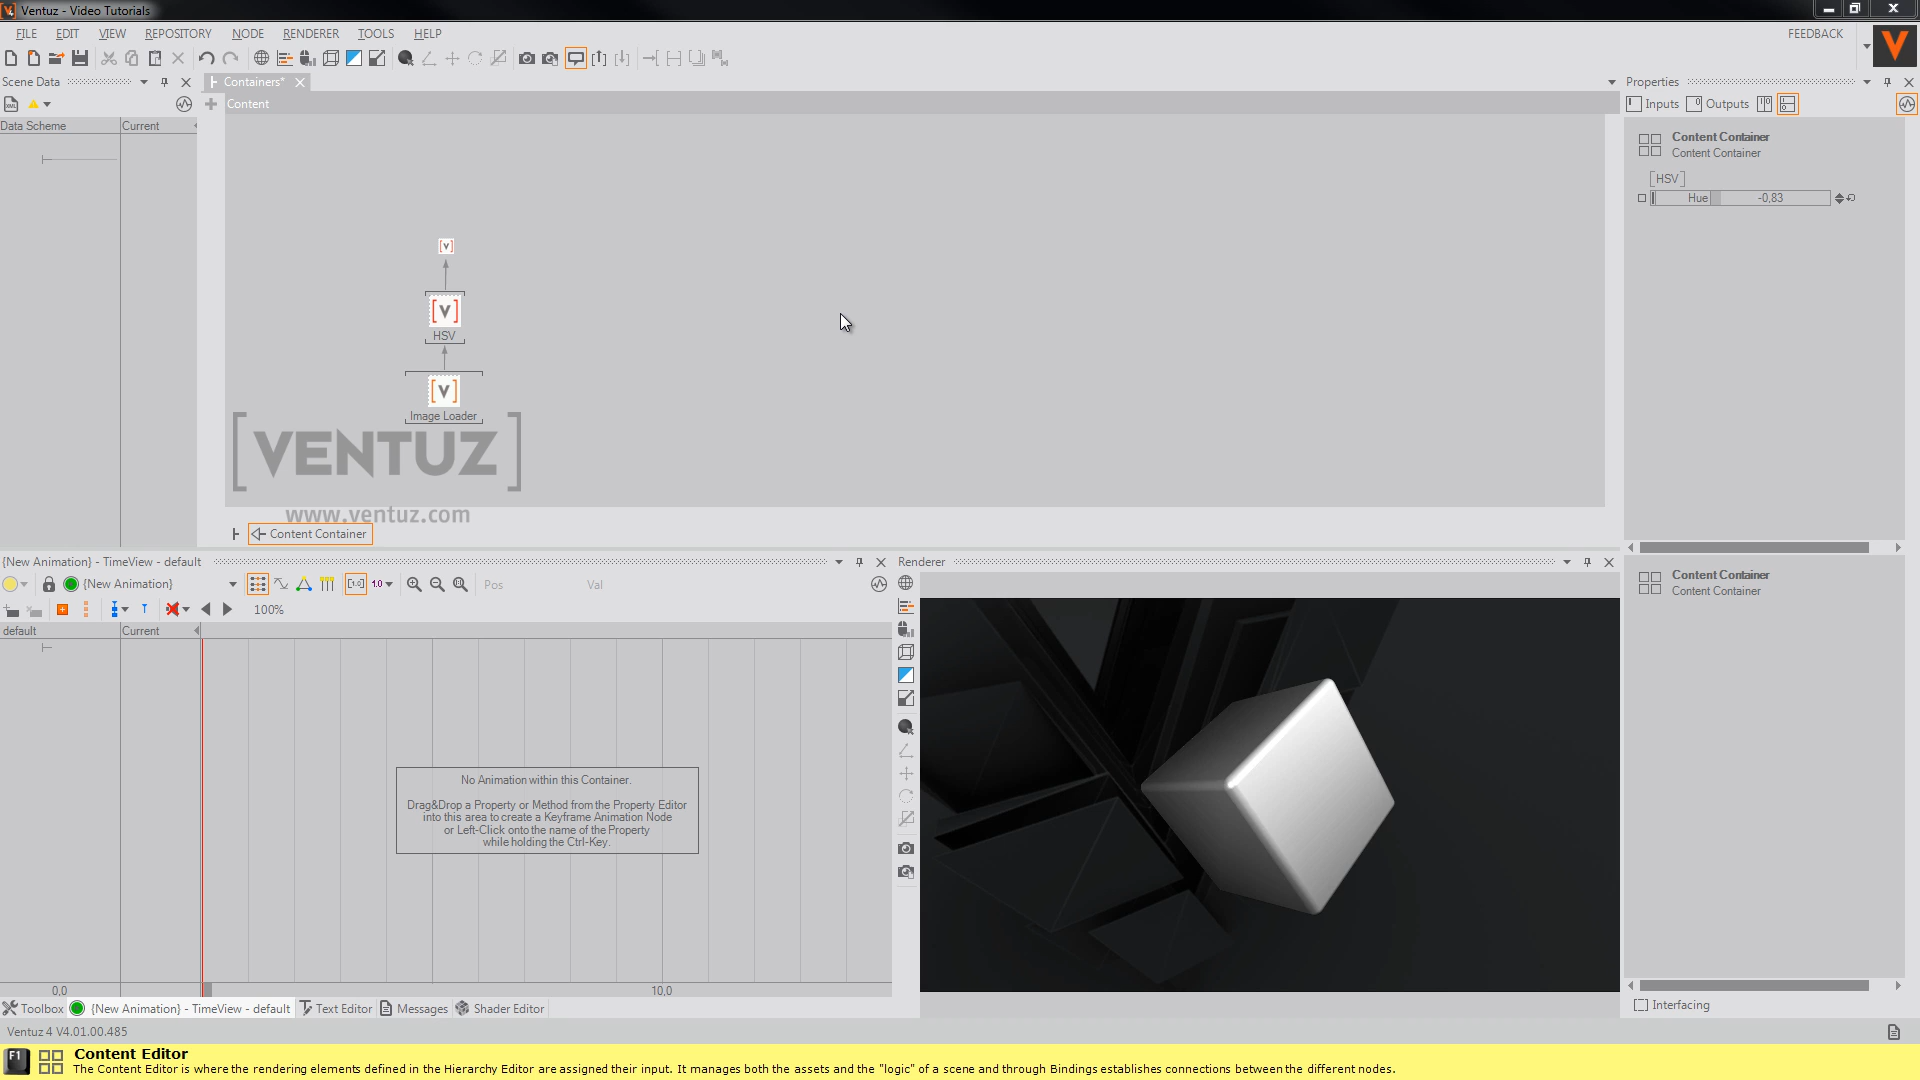 Ventuz - Video Tutorials
FILE EDIT VIEW REPOSITORY NODE RENDERER TOOLS HELP FEEDBACK
Scene Data
Containers*
Properties
Content
Inputs Outputs
Data Scheme Current
Content Container
Content Container
[HSV]
Hue -0,83
[V]
[V]
HSV
[V]
Image Loader
[VENTUZ]
www.ventuz.com
Content Container
{New Animation} - TimeView - default
Renderer
Content Container
Content Container
{New Animation} [1.0] 1.0 Pos Val
100%
default Current
No Animation within this Container.
Drag&Drop a Property or Method from the Property Editor
into this area to create a Keyframe Animation Node
or Left-Click onto the name of the Property
while holding the Ctrl-Key.
0,0 10,0
Interfacing
Toolbox {New Animation} - TimeView - default Text Editor Messages Shader Editor
Ventuz 4 V4.01.00.485
F1 Content Editor
The Content Editor is where the rendering elements defined in the Hierarchy Editor are assigned their input. It manages both the assets and the "logic" of a scene and through Bindings establishes connections between the different nodes.